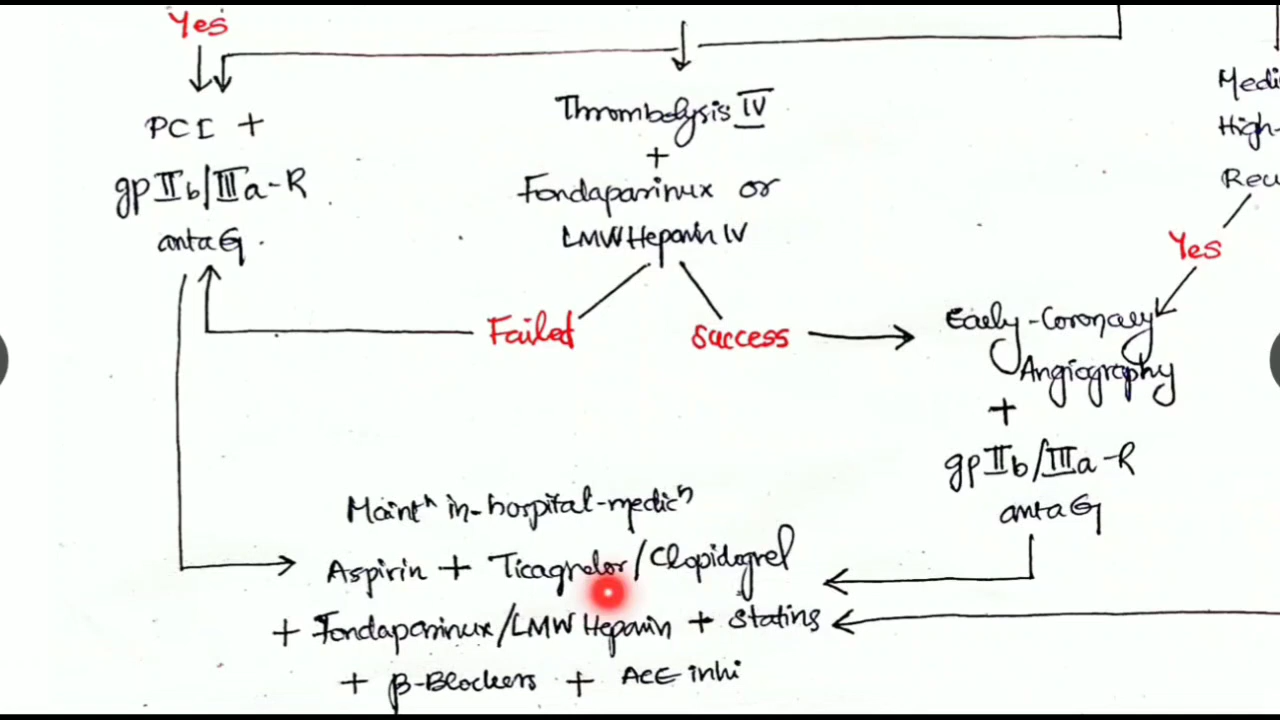 Yes
PCI +
gp IIb/IIIa-R
antaG.
Thrombolysis IV
+
Fondaparinux or
LMW Heparin IV
Failed
Success
Medi
High-
Recu
Yes
Early-Coronary
Angiography
+
gp IIb/IIIa-R
antaG
Maintⁿ in-hospital-medicⁿ
Aspirin + Ticagrelor/Clopidogrel
+ Fondaparinux/LMW Heparin + Statins
+ β-Blockers + ACE inhi